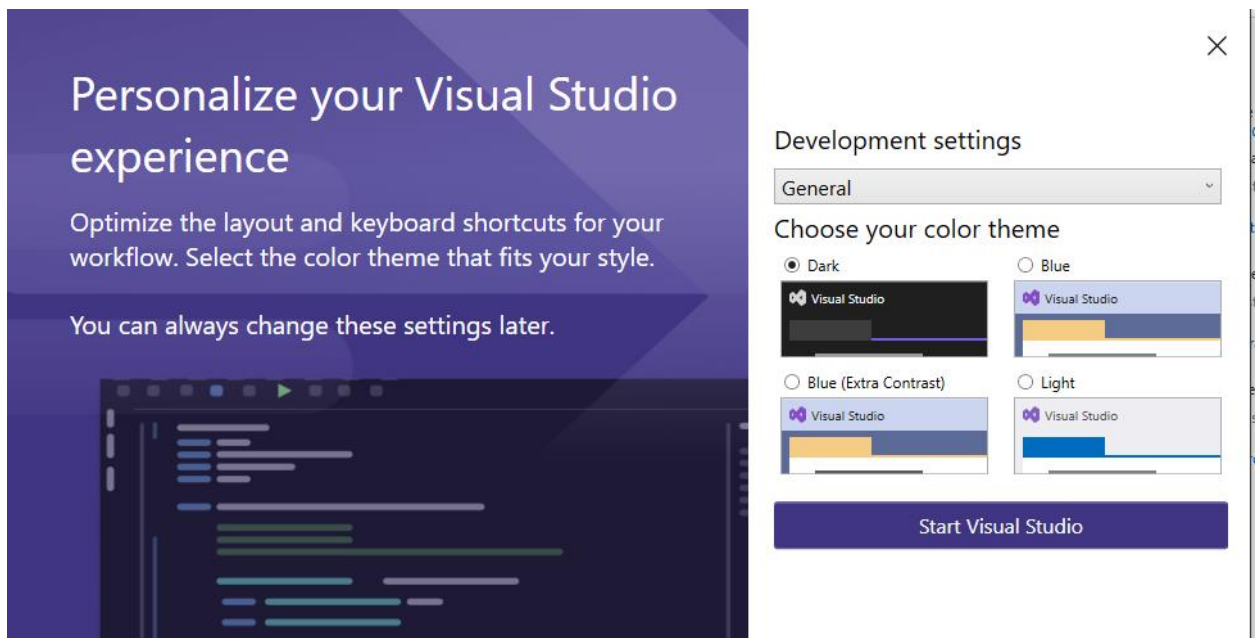 Personalize your Visual Studio
experience
Optimize the layout and keyboard shortcuts for your
workflow. Select the color theme that fits your style.
You can always change these settings later.
Development settings
General
Choose your color theme
Dark
Blue
Visual Studio
Visual Studio
Blue (Extra Contrast)
Light
Visual Studio
Visual Studio
Start Visual Studio